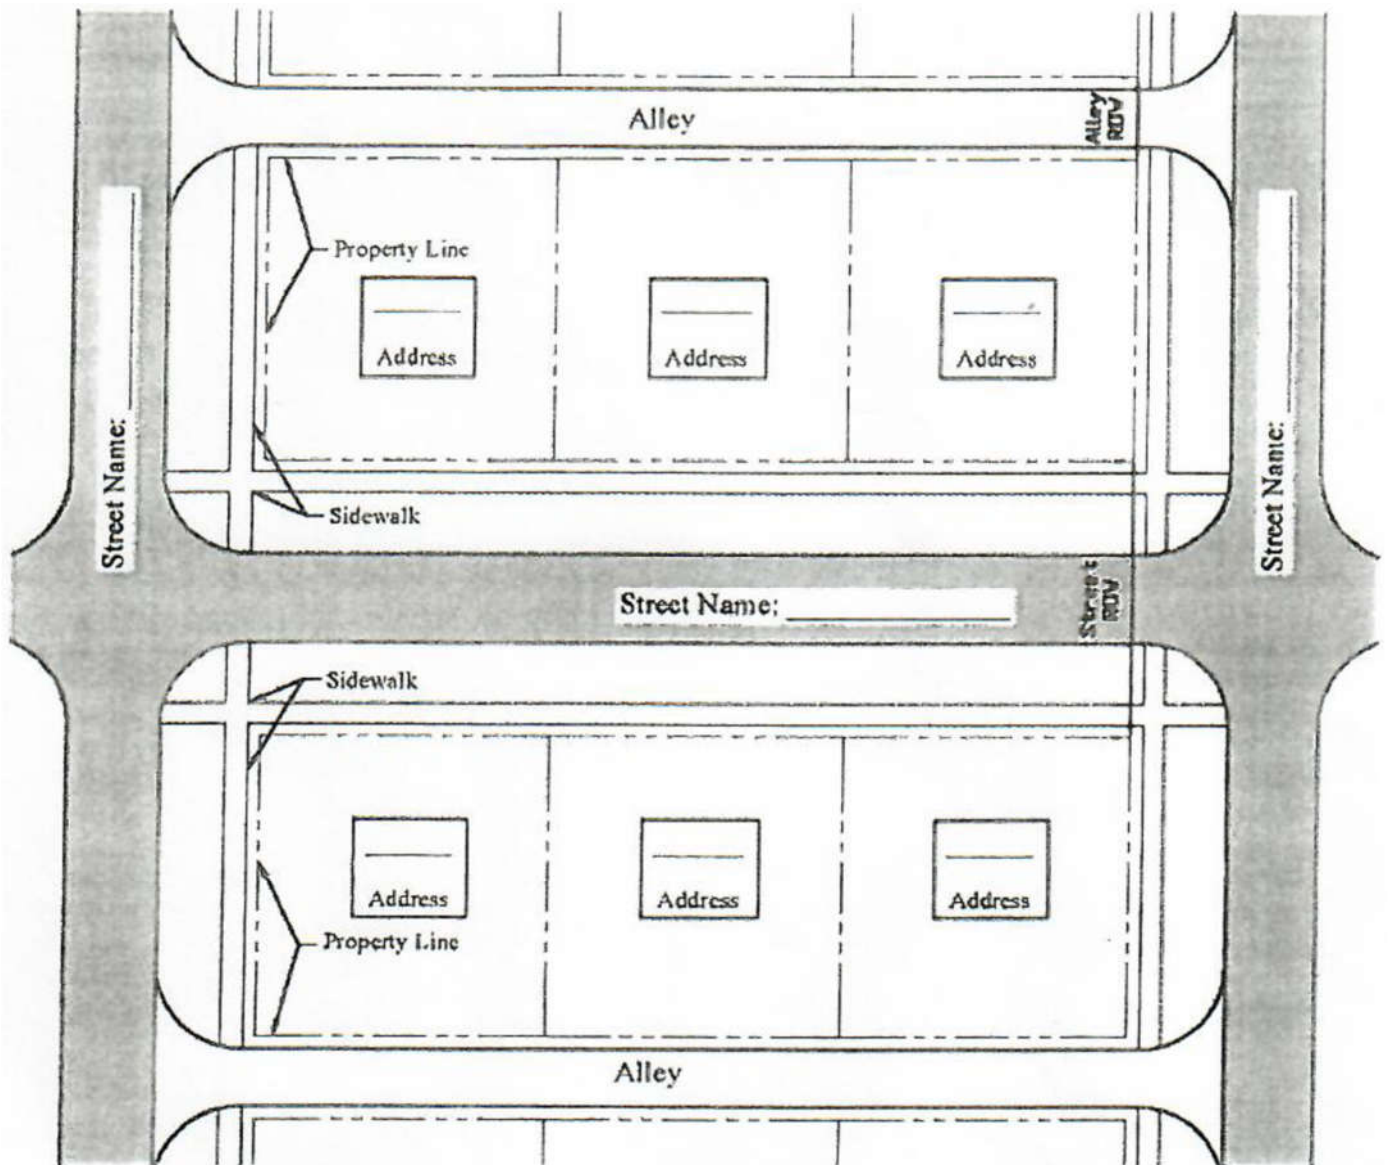 Alley
Alley
ROW
Property Line
Address
Address
Address
Street Name:
Street Name:
Sidewalk
Street Name:
Street
ROW
Sidewalk
Address
Address
Address
Property Line
Alley